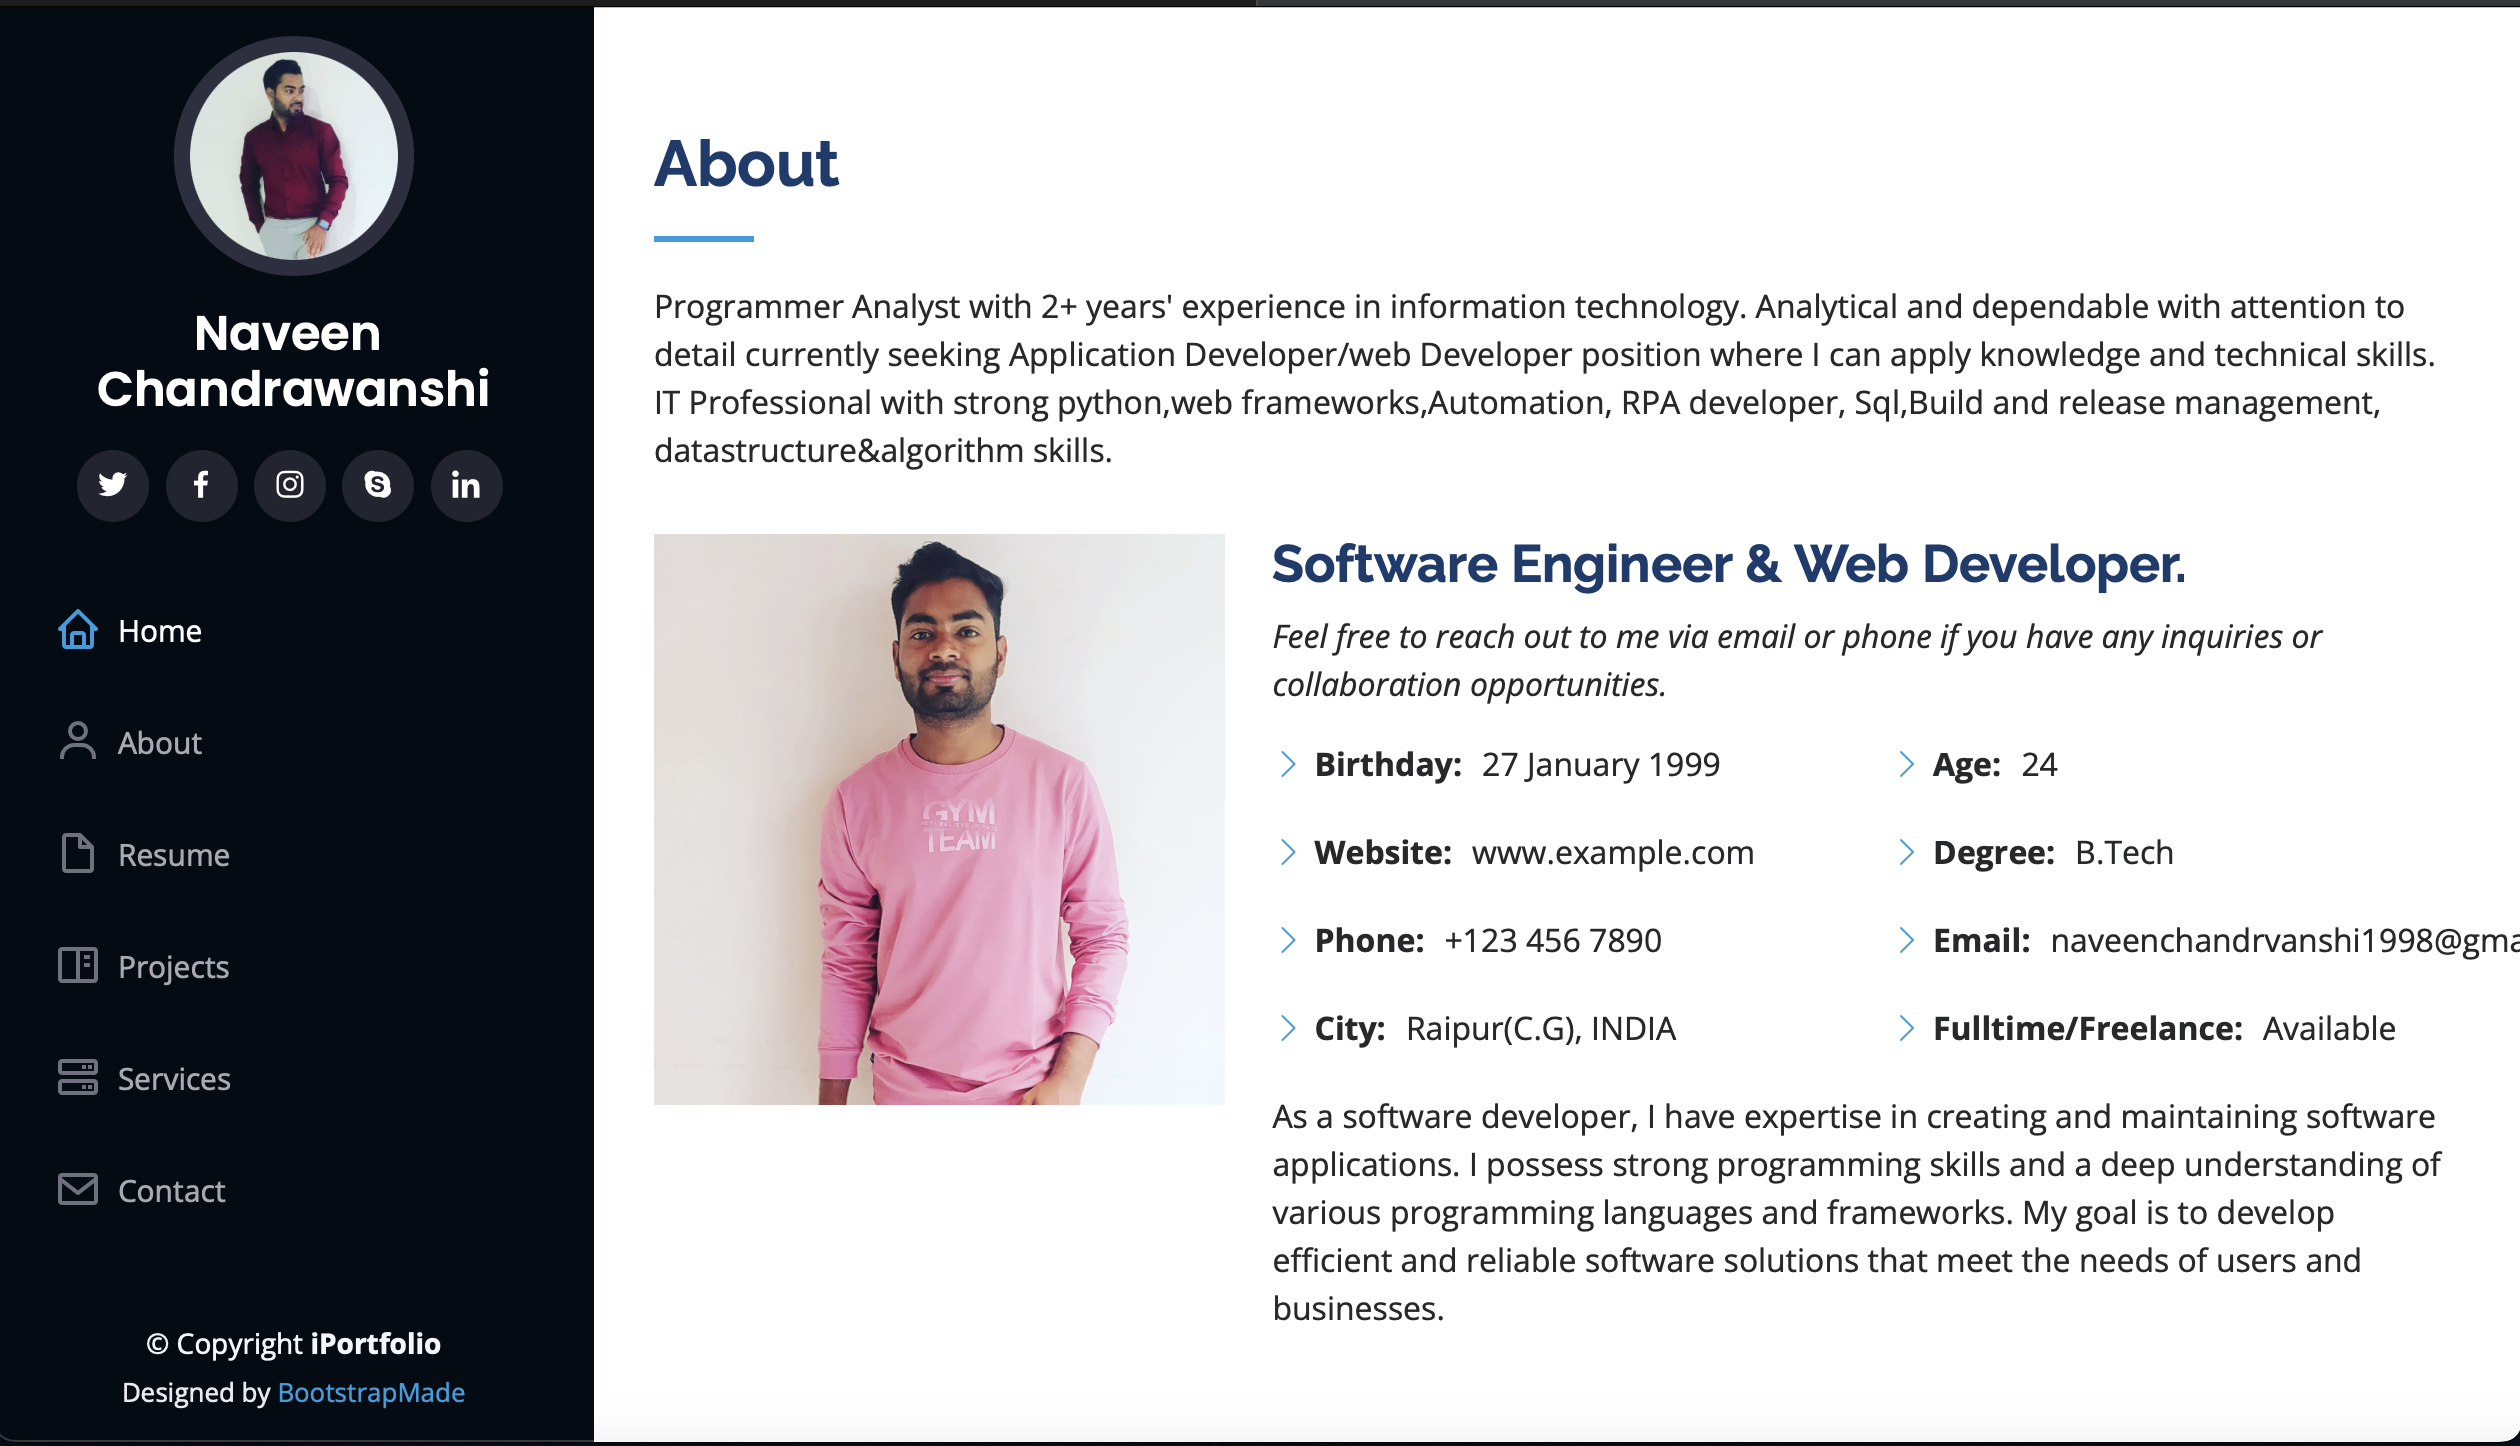 Naveen
Chandrawanshi
Home
About
Resume
Projects
Services
Contact
© Copyright iPortfolio
Designed by BootstrapMade
About
Programmer Analyst with 2+ years' experience in information technology. Analytical and dependable with attention to
detail currently seeking Application Developer/web Developer position where I can apply knowledge and technical skills.
IT Professional with strong python,web frameworks,Automation, RPA developer, Sql,Build and release management,
datastructure&algorithm skills.
GYM
TEAM
Software Engineer & Web Developer.
Feel free to reach out to me via email or phone if you have any inquiries or
collaboration opportunities.
Birthday: 27 January 1999
Age: 24
Website: www.example.com
Degree: B.Tech
Phone: +123 456 7890
Email: naveenchandrvanshi1998@gma
City: Raipur(C.G), INDIA
Fulltime/Freelance: Available
As a software developer, I have expertise in creating and maintaining software
applications. I possess strong programming skills and a deep understanding of
various programming languages and frameworks. My goal is to develop
efficient and reliable software solutions that meet the needs of users and
businesses.